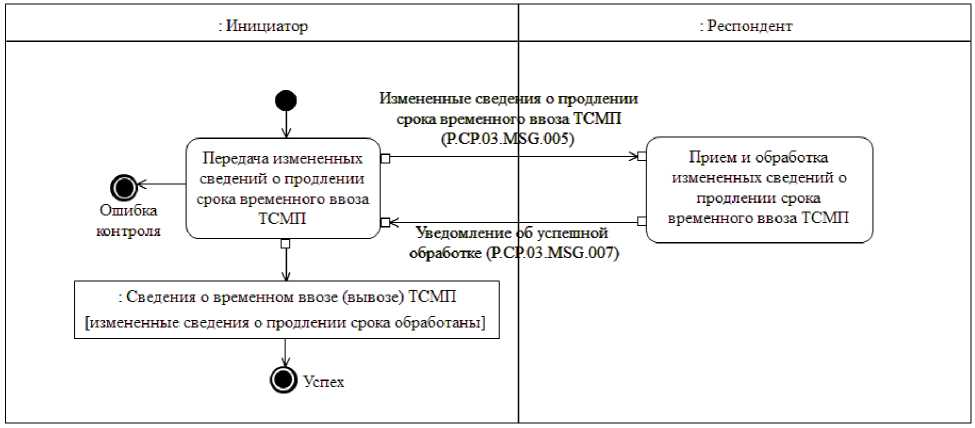 : Инициатор
: Респондент
Измененные сведения о продлении
срока временного ввоза ТСМП
(P.CP.03.MSG.005)
Передача измененных
сведений о продлении
срока временного ввоза
ТСМП
Прием и обработка
измененных сведений о
продлении срока
временного ввоза ТСМП
Ошибка
контроля
Уведомление об успешной
обработке (P.CP.03.MSG.007)
: Сведения о временном ввозе (вывозе) ТСМП
[измененные сведения о продлении срока обработаны]
Успех